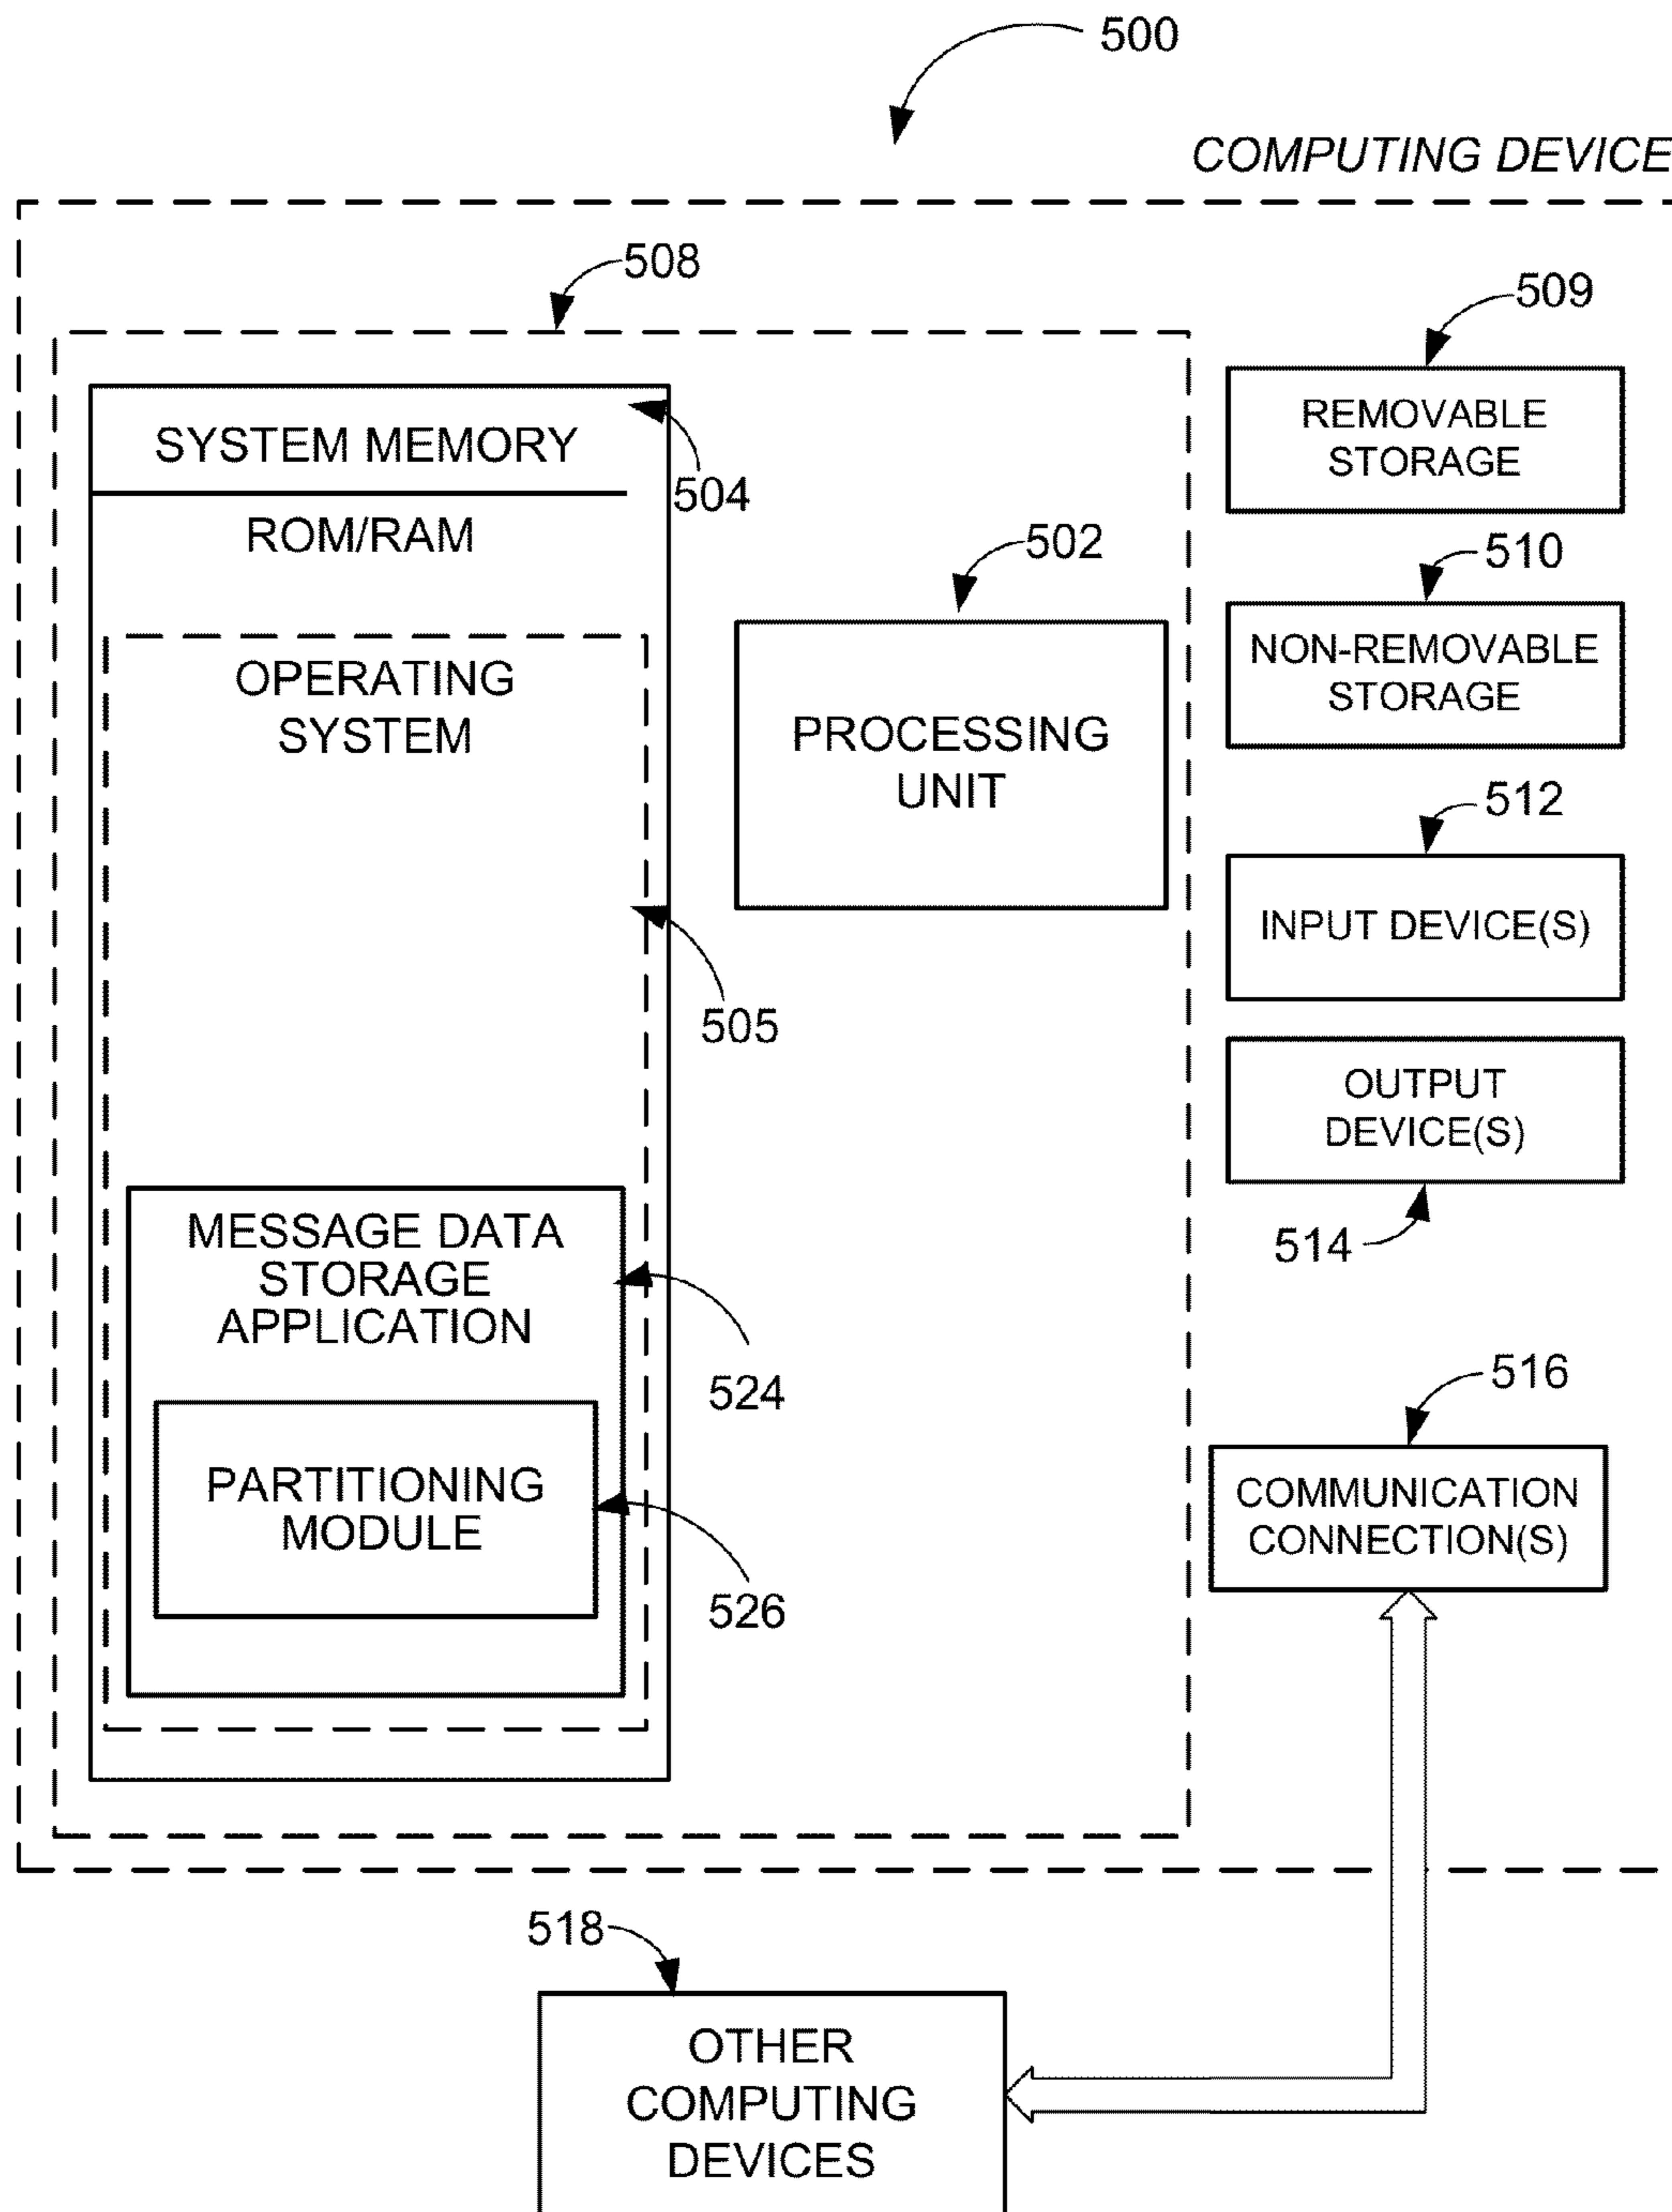 500
COMPUTING DEVICE
508
509
REMOVABLE
STORAGE
SYSTEM MEMORY
504
ROM/RAM
502
510
NON-REMOVABLE
STORAGE
OPERATING
SYSTEM
PROCESSING
UNIT
512
INPUT DEVICE(S)
505
OUTPUT
DEVICE(S)
514
MESSAGE DATA
STORAGE
APPLICATION
524
516
PARTITIONING
MODULE
526
COMMUNICATION
CONNECTION(S)
518
OTHER
COMPUTING
DEVICES